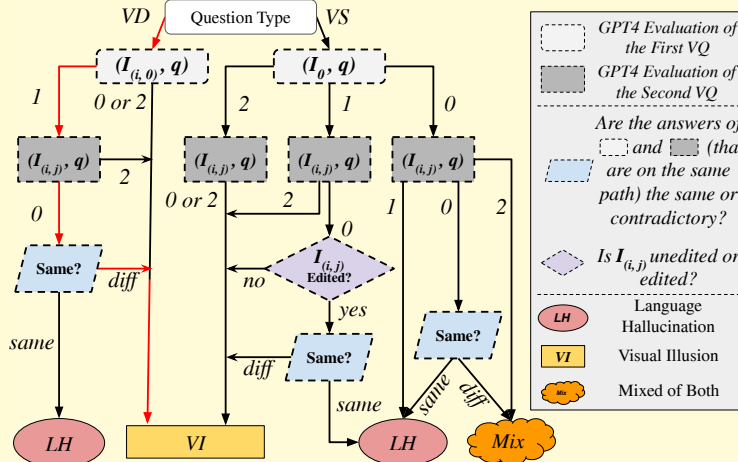 VD
Question Type
VS
(I(i, 0), q)
(I0, q)
1
0 or 2
2
1
0
(I(i, j), q)
2
(I(i, j), q)
(I(i, j), q)
(I(i, j), q)
0
0 or 2
2
0
1
0
2
Same?
diff
no
I(i, j)
Edited?
yes
same
diff
Same?
Same?
same
same
diff
LH
VI
LH
Mix
GPT4 Evaluation of
the First VQ
GPT4 Evaluation of
the Second VQ
Are the answers of
and
are on the same
path) the same or
contradictory?
Is I(i, j) unedited or
edited?
LH
Language
Hallucination
VI
Visual Illusion
Mix
Mixed of Both